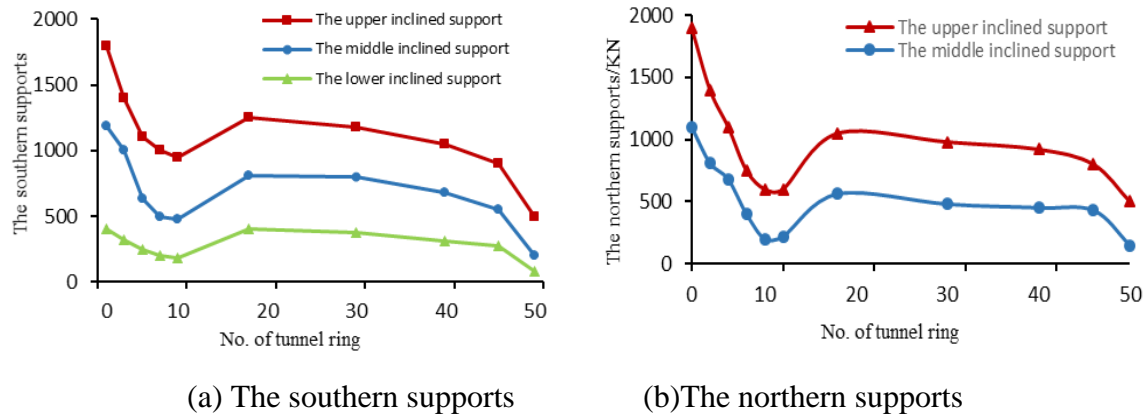 The southern supports
2000
1500
1000
500
0
The upper inclined support
The middle inclined support
The lower inclined support
0 10 20 30 40 50
No. of tunnel ring
(a) The southern supports
The northern supports/KN
2000
1500
1000
500
0
The upper inclined support
The middle inclined support
0 10 20 30 40 50
No. of tunnel ring
(b)The northern supports